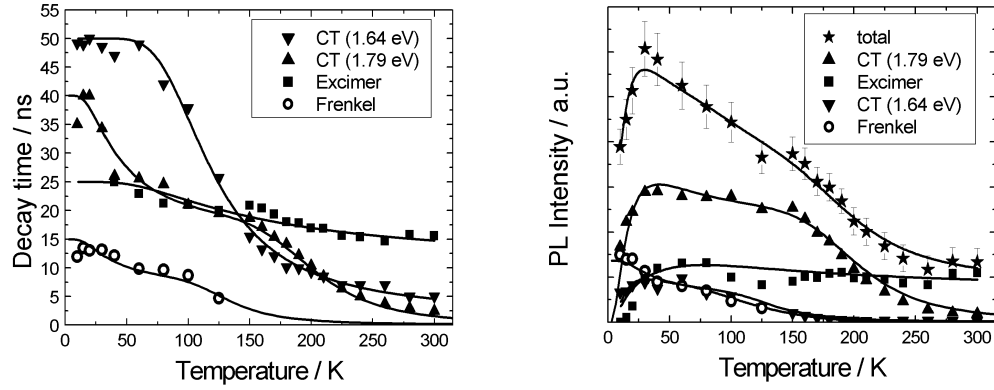 CT (1.64 eV)
CT (1.79 eV)
Excimer
Frenkel
Decay time / ns
55
50
45
40
35
30
25
20
15
10
5
0
0 50 100 150 200 250 300
Temperature / K
total
CT (1.79 eV)
Excimer
CT (1.64 eV)
Frenkel
PL Intensity / a.u.
0 50 100 150 200 250 300
Temperature / K